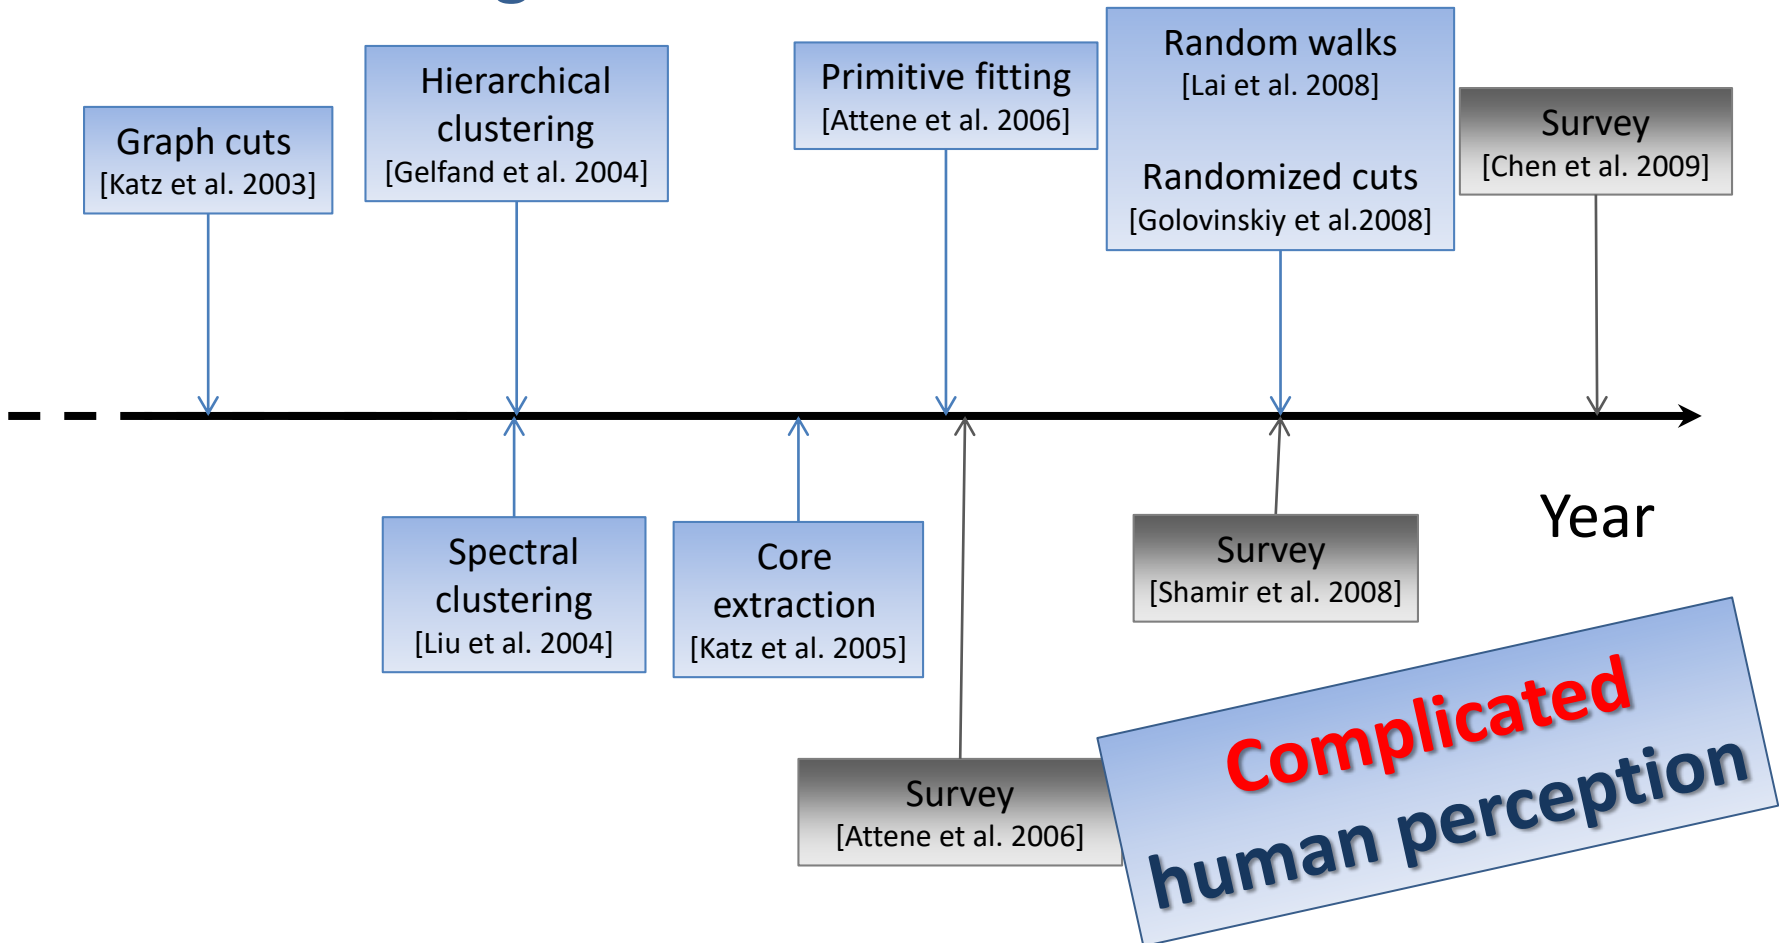 Graph cuts
[Katz et al. 2003]
Hierarchical
clustering
[Gelfand et al. 2004]
Primitive fitting
[Attene et al. 2006]
Random walks
[Lai et al. 2008]
Randomized cuts
[Golovinskiy et al.2008]
Survey
[Chen et al. 2009]
Spectral
clustering
[Liu et al. 2004]
Core
extraction
[Katz et al. 2005]
Survey
[Attene et al. 2006]
Survey
[Shamir et al. 2008]
Year
Complicated
human perception